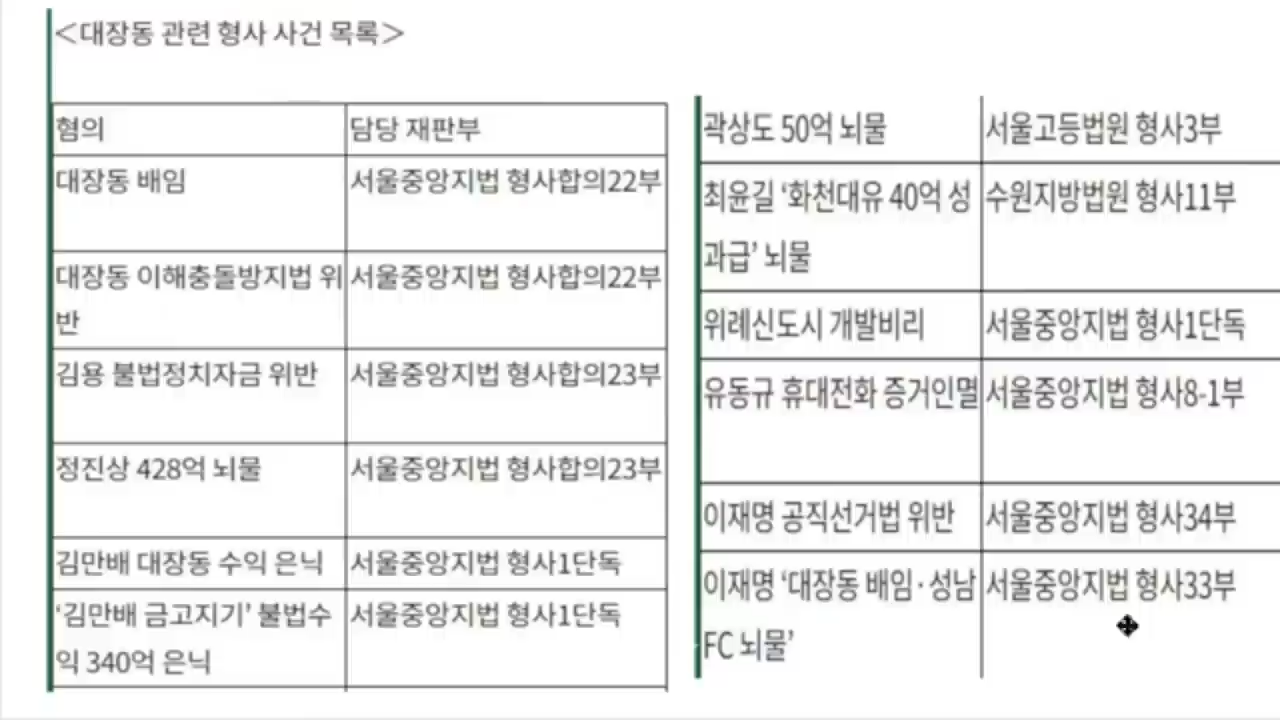 <대장동 관련 형사 사건 목록>
혐의 담당 재판부
대장동 배임 서울중앙지법 형사합의22부
대장동 이해충돌방지법 위 서울중앙지법 형사합의22부
반
김용 불법정치자금 위반 서울중앙지법 형사합의23부
정진상 428억 뇌물 서울중앙지법 형사합의23부
김만배 대장동 수익 은닉 서울중앙지법 형사1단독
‘김만배 금고지기’ 불법수 서울중앙지법 형사1단독
익 340억 은닉
곽상도 50억 뇌물 서울고등법원 형사3부
최윤길 ‘화천대유 40억 성 수원지방법원 형사11부
과급’ 뇌물
위례신도시 개발비리 서울중앙지법 형사1단독
유동규 휴대전화 증거인멸 서울중앙지법 형사8-1부
이재명 공직선거법 위반 서울중앙지법 형사34부
이재명 ‘대장동 배임·성남 서울중앙지법 형사33부
FC 뇌물’